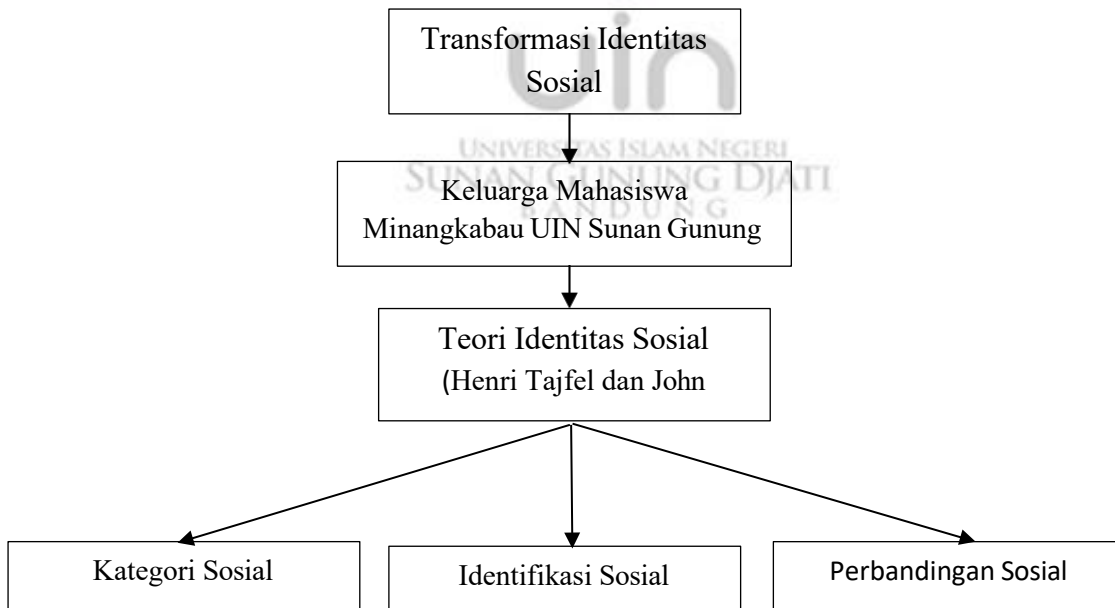 Transformasi Identitas
Sosial
uin
UNIVERSITAS ISLAM NEGERI
SUNAN GUNUNG DJATI
BANDUNG
Keluarga Mahasiswa
Minangkabau UIN Sunan Gunung
Teori Identitas Sosial
(Henri Tajfel dan John
Kategori Sosial
Identifikasi Sosial
Perbandingan Sosial